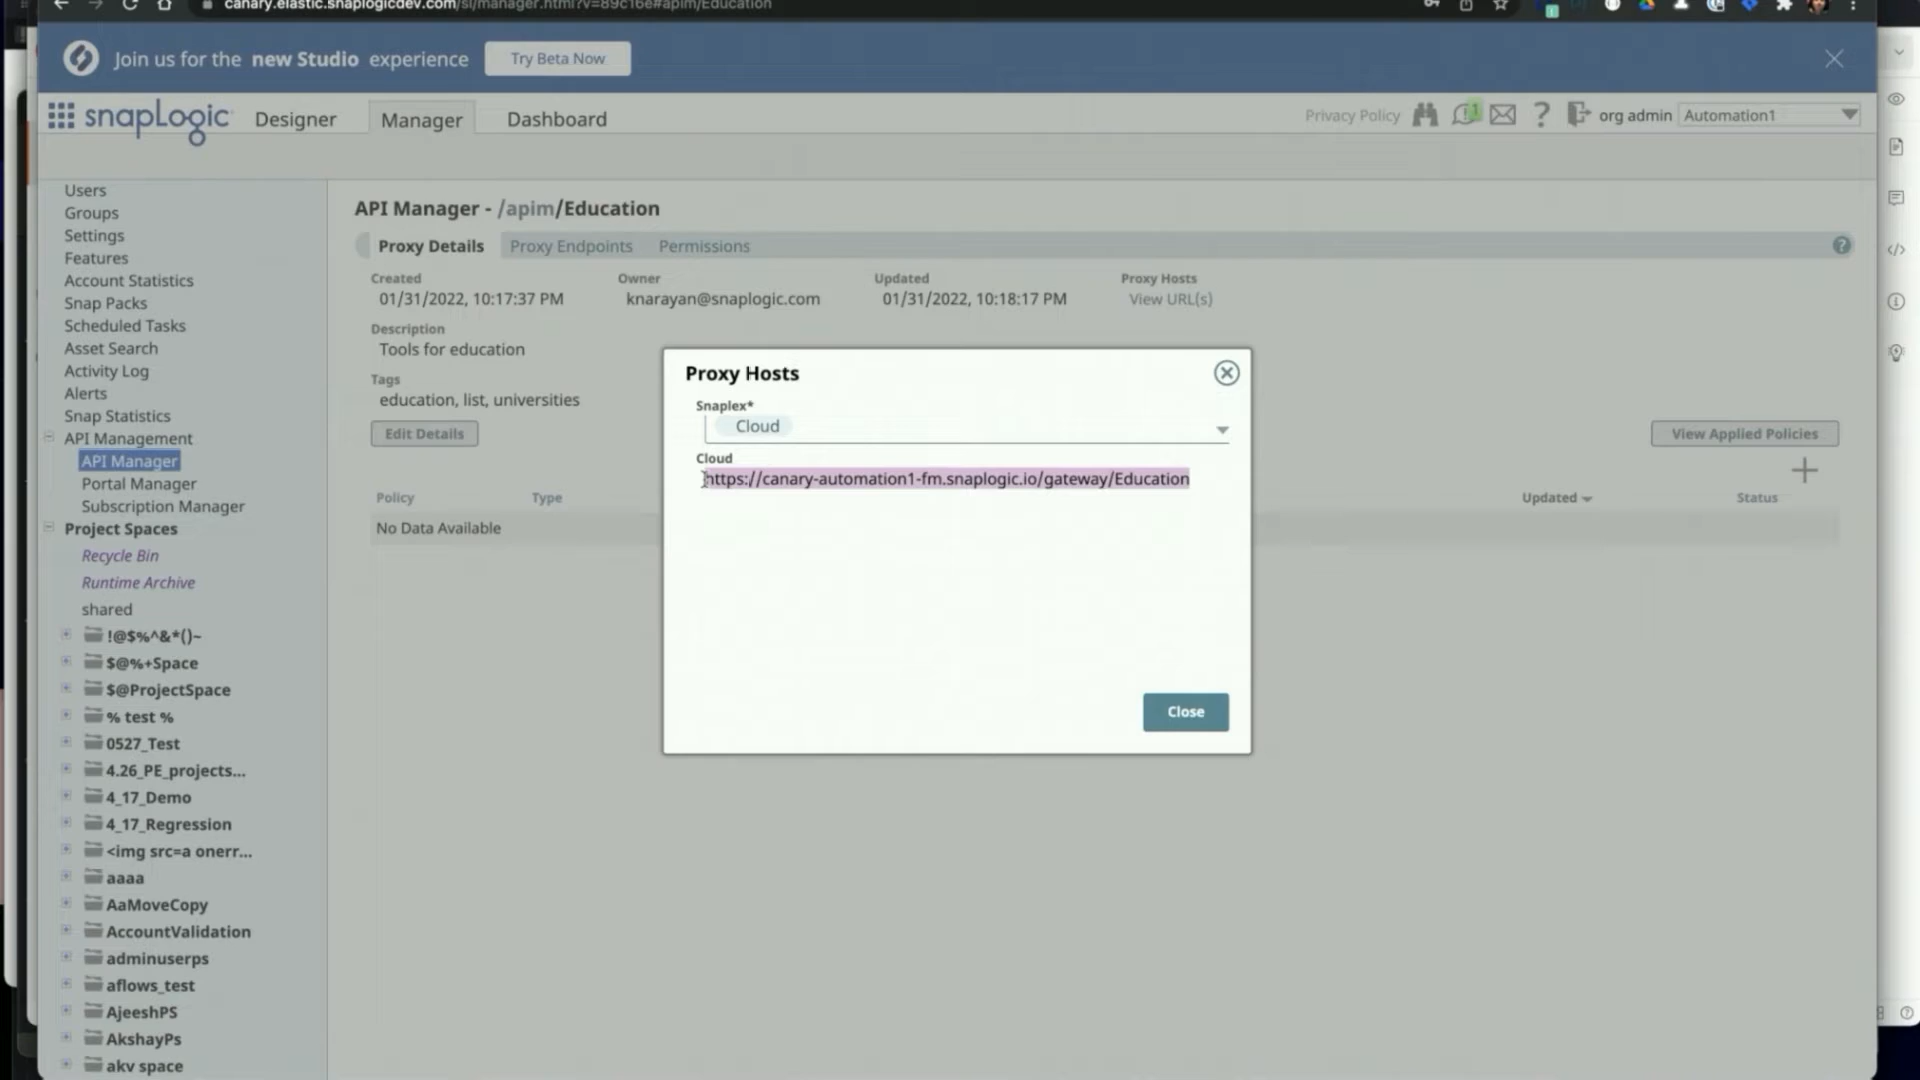 canary.elastic.snaplogicdev.com/sl/manager.html?v=89c16e#apim/Education
Join us for the new Studio experience
Try Beta Now
snapLogic
Designer
Manager
Dashboard
Privacy Policy
1
?
org admin
Automation1
Users
Groups
Settings
Features
Account Statistics
Snap Packs
Scheduled Tasks
Asset Search
Activity Log
Alerts
Snap Statistics
API Management
API Manager
Portal Manager
Subscription Manager
Project Spaces
Recycle Bin
Runtime Archive
shared
!@$%^&*()~
$@%+Space
$@ProjectSpace
% test %
0527_Test
4.26_PE_projects...
4_17_Demo
4_17_Regression
<img src=a onerr...
aaaa
AaMoveCopy
AccountValidation
adminuserps
aflows_test
AjeeshPS
AkshayPs
akv space
API Manager - /apim/Education
Proxy Details
Proxy Endpoints
Permissions
?
Created
01/31/2022, 10:17:37 PM
Owner
knarayan@snaplogic.com
Updated
01/31/2022, 10:18:17 PM
Proxy Hosts
View URL(s)
Description
Tools for education
Tags
education, list, universities
Edit Details
View Applied Policies
Policy
Type
Updated
Status
No Data Available
Proxy Hosts
Snaplex*
Cloud
Cloud
https://canary-automation1-fm.snaplogic.io/gateway/Education
Close